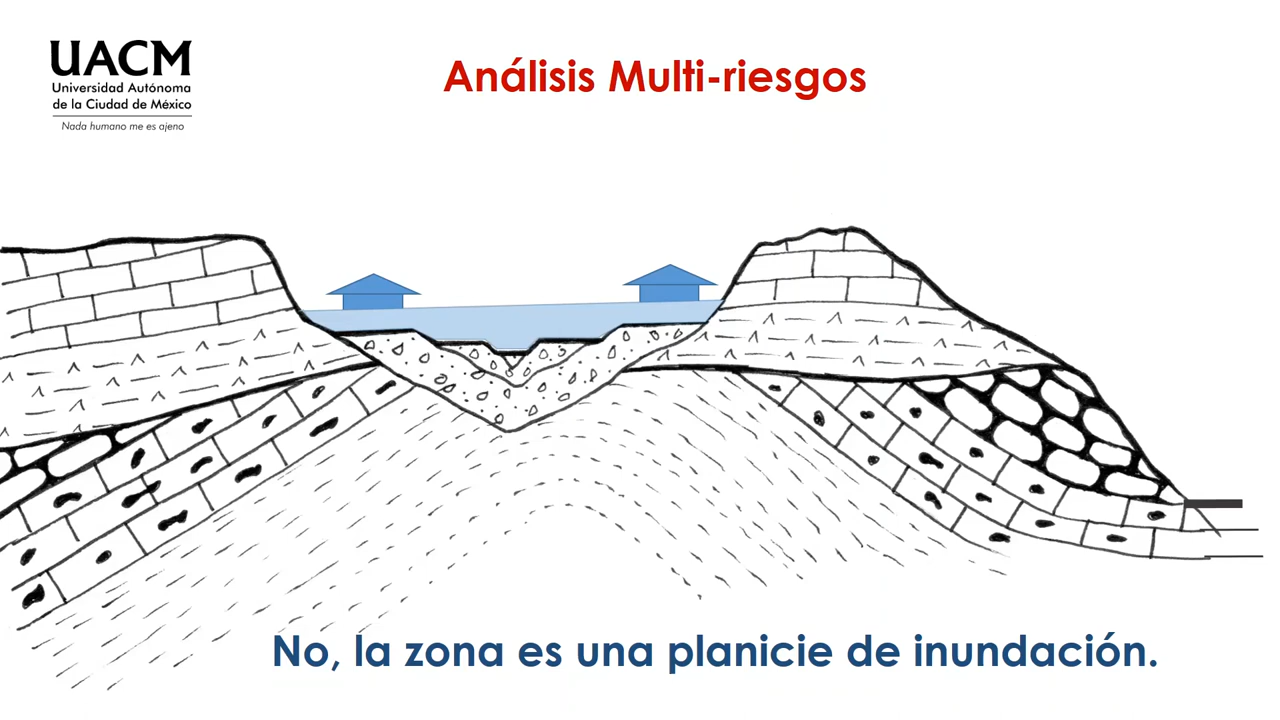 UACM
Universidad Autónoma
de la Ciudad de México
Nada humano me es ajeno
Análisis Multi-riesgos
No, la zona es una planicie de inundación.